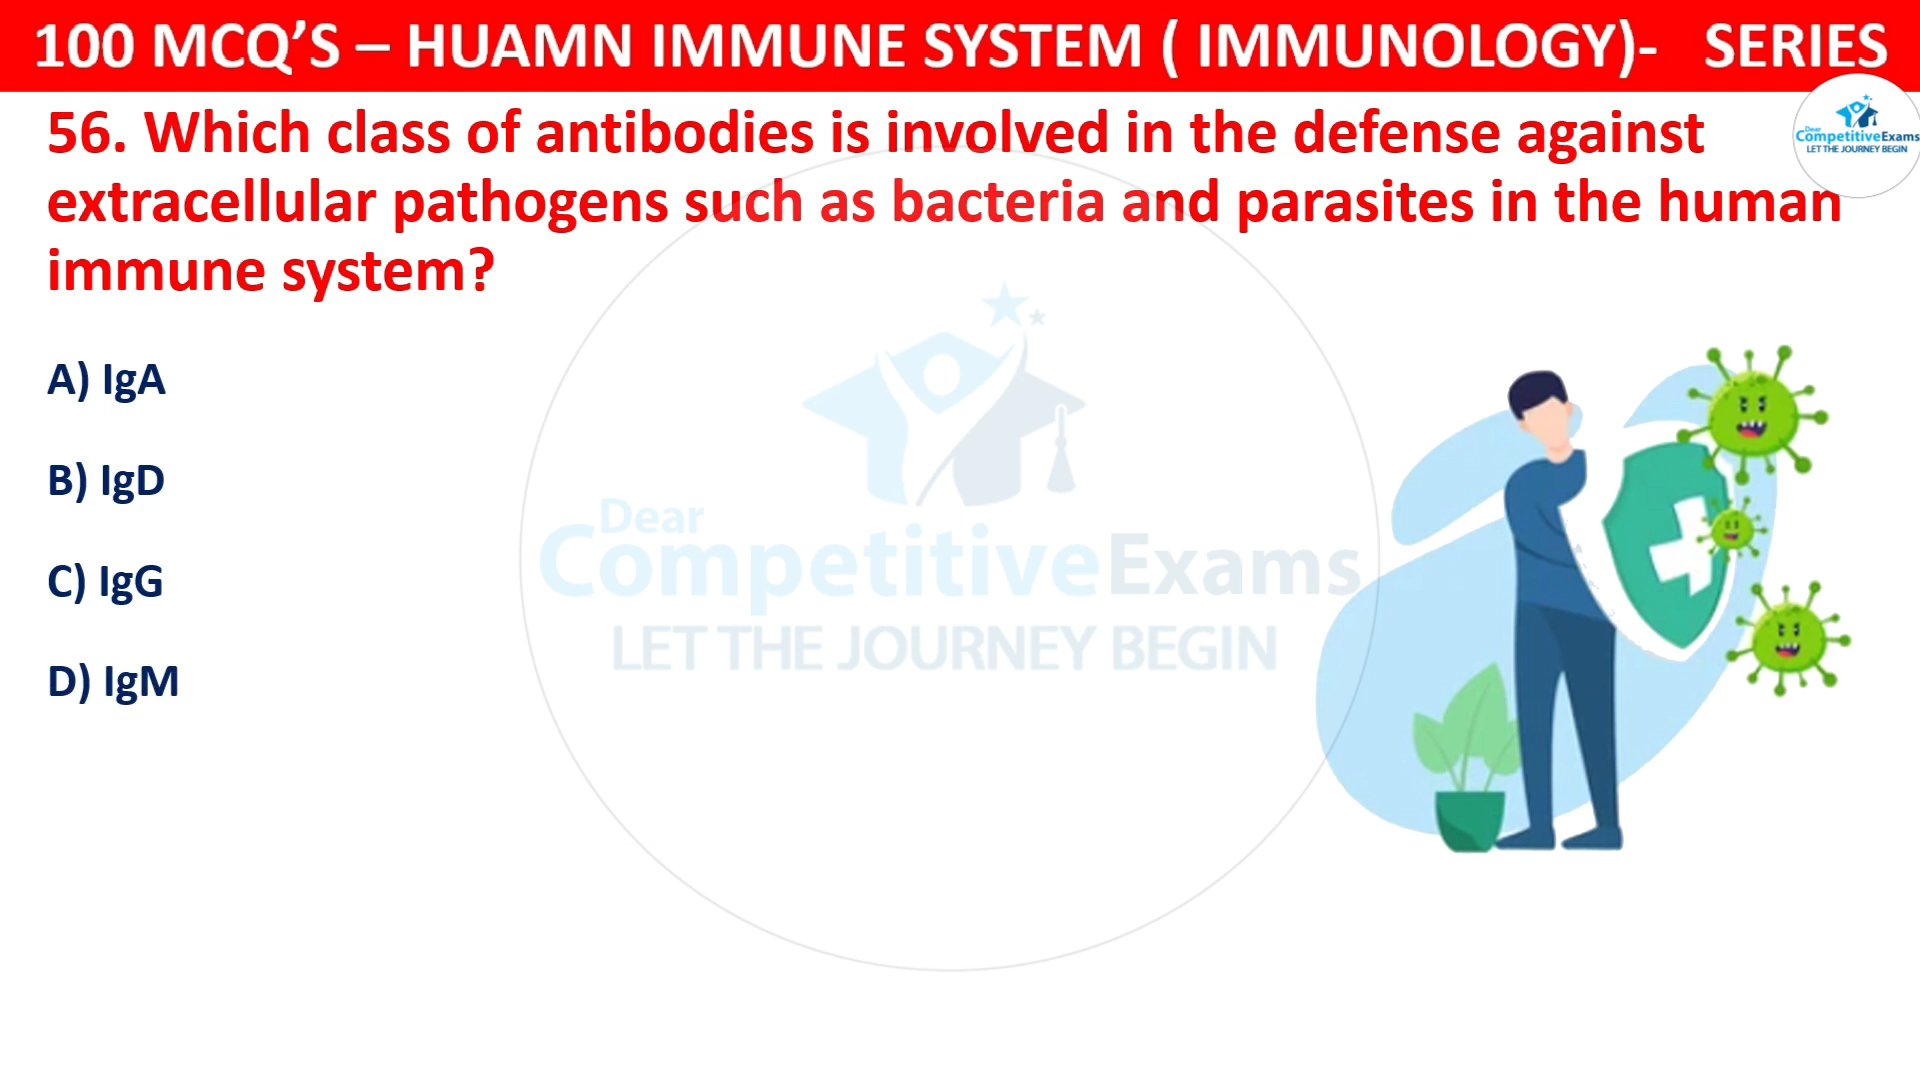 100 MCQ’S – HUAMN IMMUNE SYSTEM ( IMMUNOLOGY)- SERIES
Dear
CompetitiveExams
LET THE JOURNEY BEGIN
56. Which class of antibodies is involved in the defense against
extracellular pathogens such as bacteria and parasites in the human
immune system?
A) IgA
B) IgD
C) IgG
D) IgM
Dear
CompetitiveExams
LET THE JOURNEY BEGIN